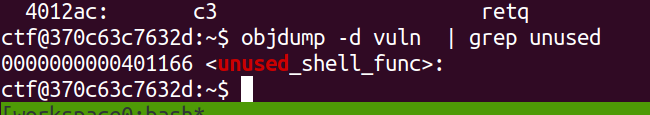 4012ac: c3 retq
ctf@370c63c7632d:~$ objdump -d vuln | grep unused
0000000000401166 <unused_shell_func>:
ctf@370c63c7632d:~$